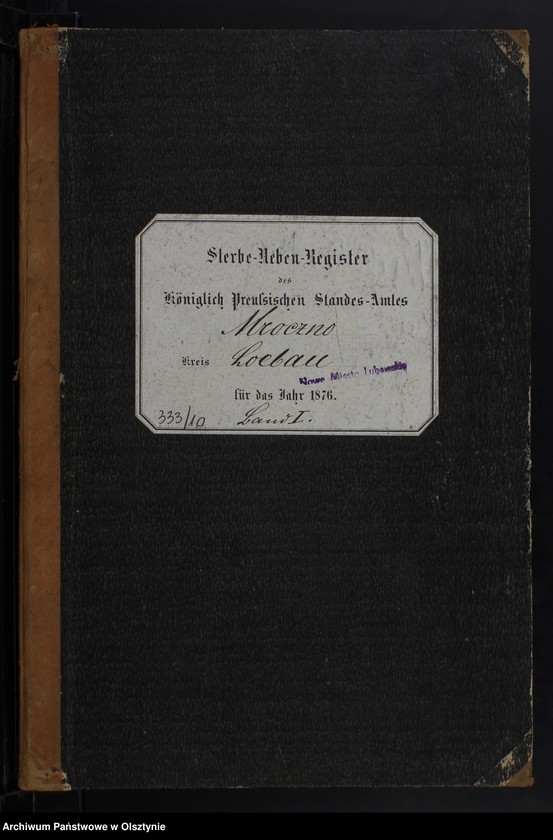 Sterbe-Neben-Register
des
Königlich Preußischen Standes-Amtes
Mroczno
Kreis Loebau
Nowe Miasto Lubawskie
für das Jahr 1876.
333/10 Band I.
Archiwum Państwowe w Olsztynie